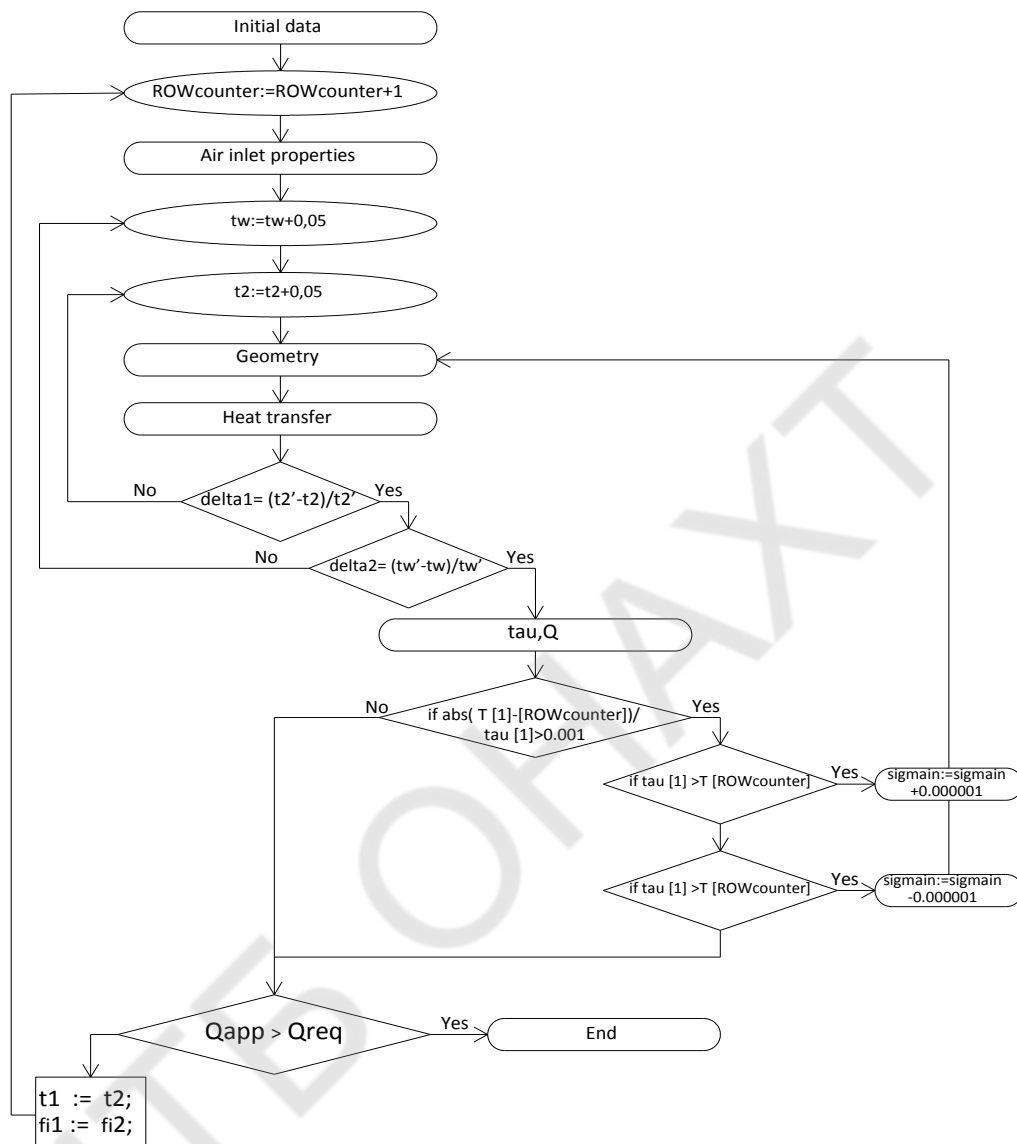 Initial data
ROWcounter:=ROWcounter+1
Air inlet properties
tw:=tw+0,05
t2:=t2+0,05
Geometry
Heat transfer
No
delta1= (t2’-t2)/t2’
Yes
No
delta2= (tw’-tw)/tw’
Yes
tau,Q
No
if abs( T [1]-[ROWcounter])/
tau [1]>0.001
Yes
if tau [1] >T [ROWcounter]
Yes
sigmain:=sigmain
+0.000001
if tau [1] >T [ROWcounter]
Yes
sigmain:=sigmain
-0.000001
Qapp > Qreq
Yes
End
t1 := t2;
fi1 := fi2;
ТЬ ОНАХТ